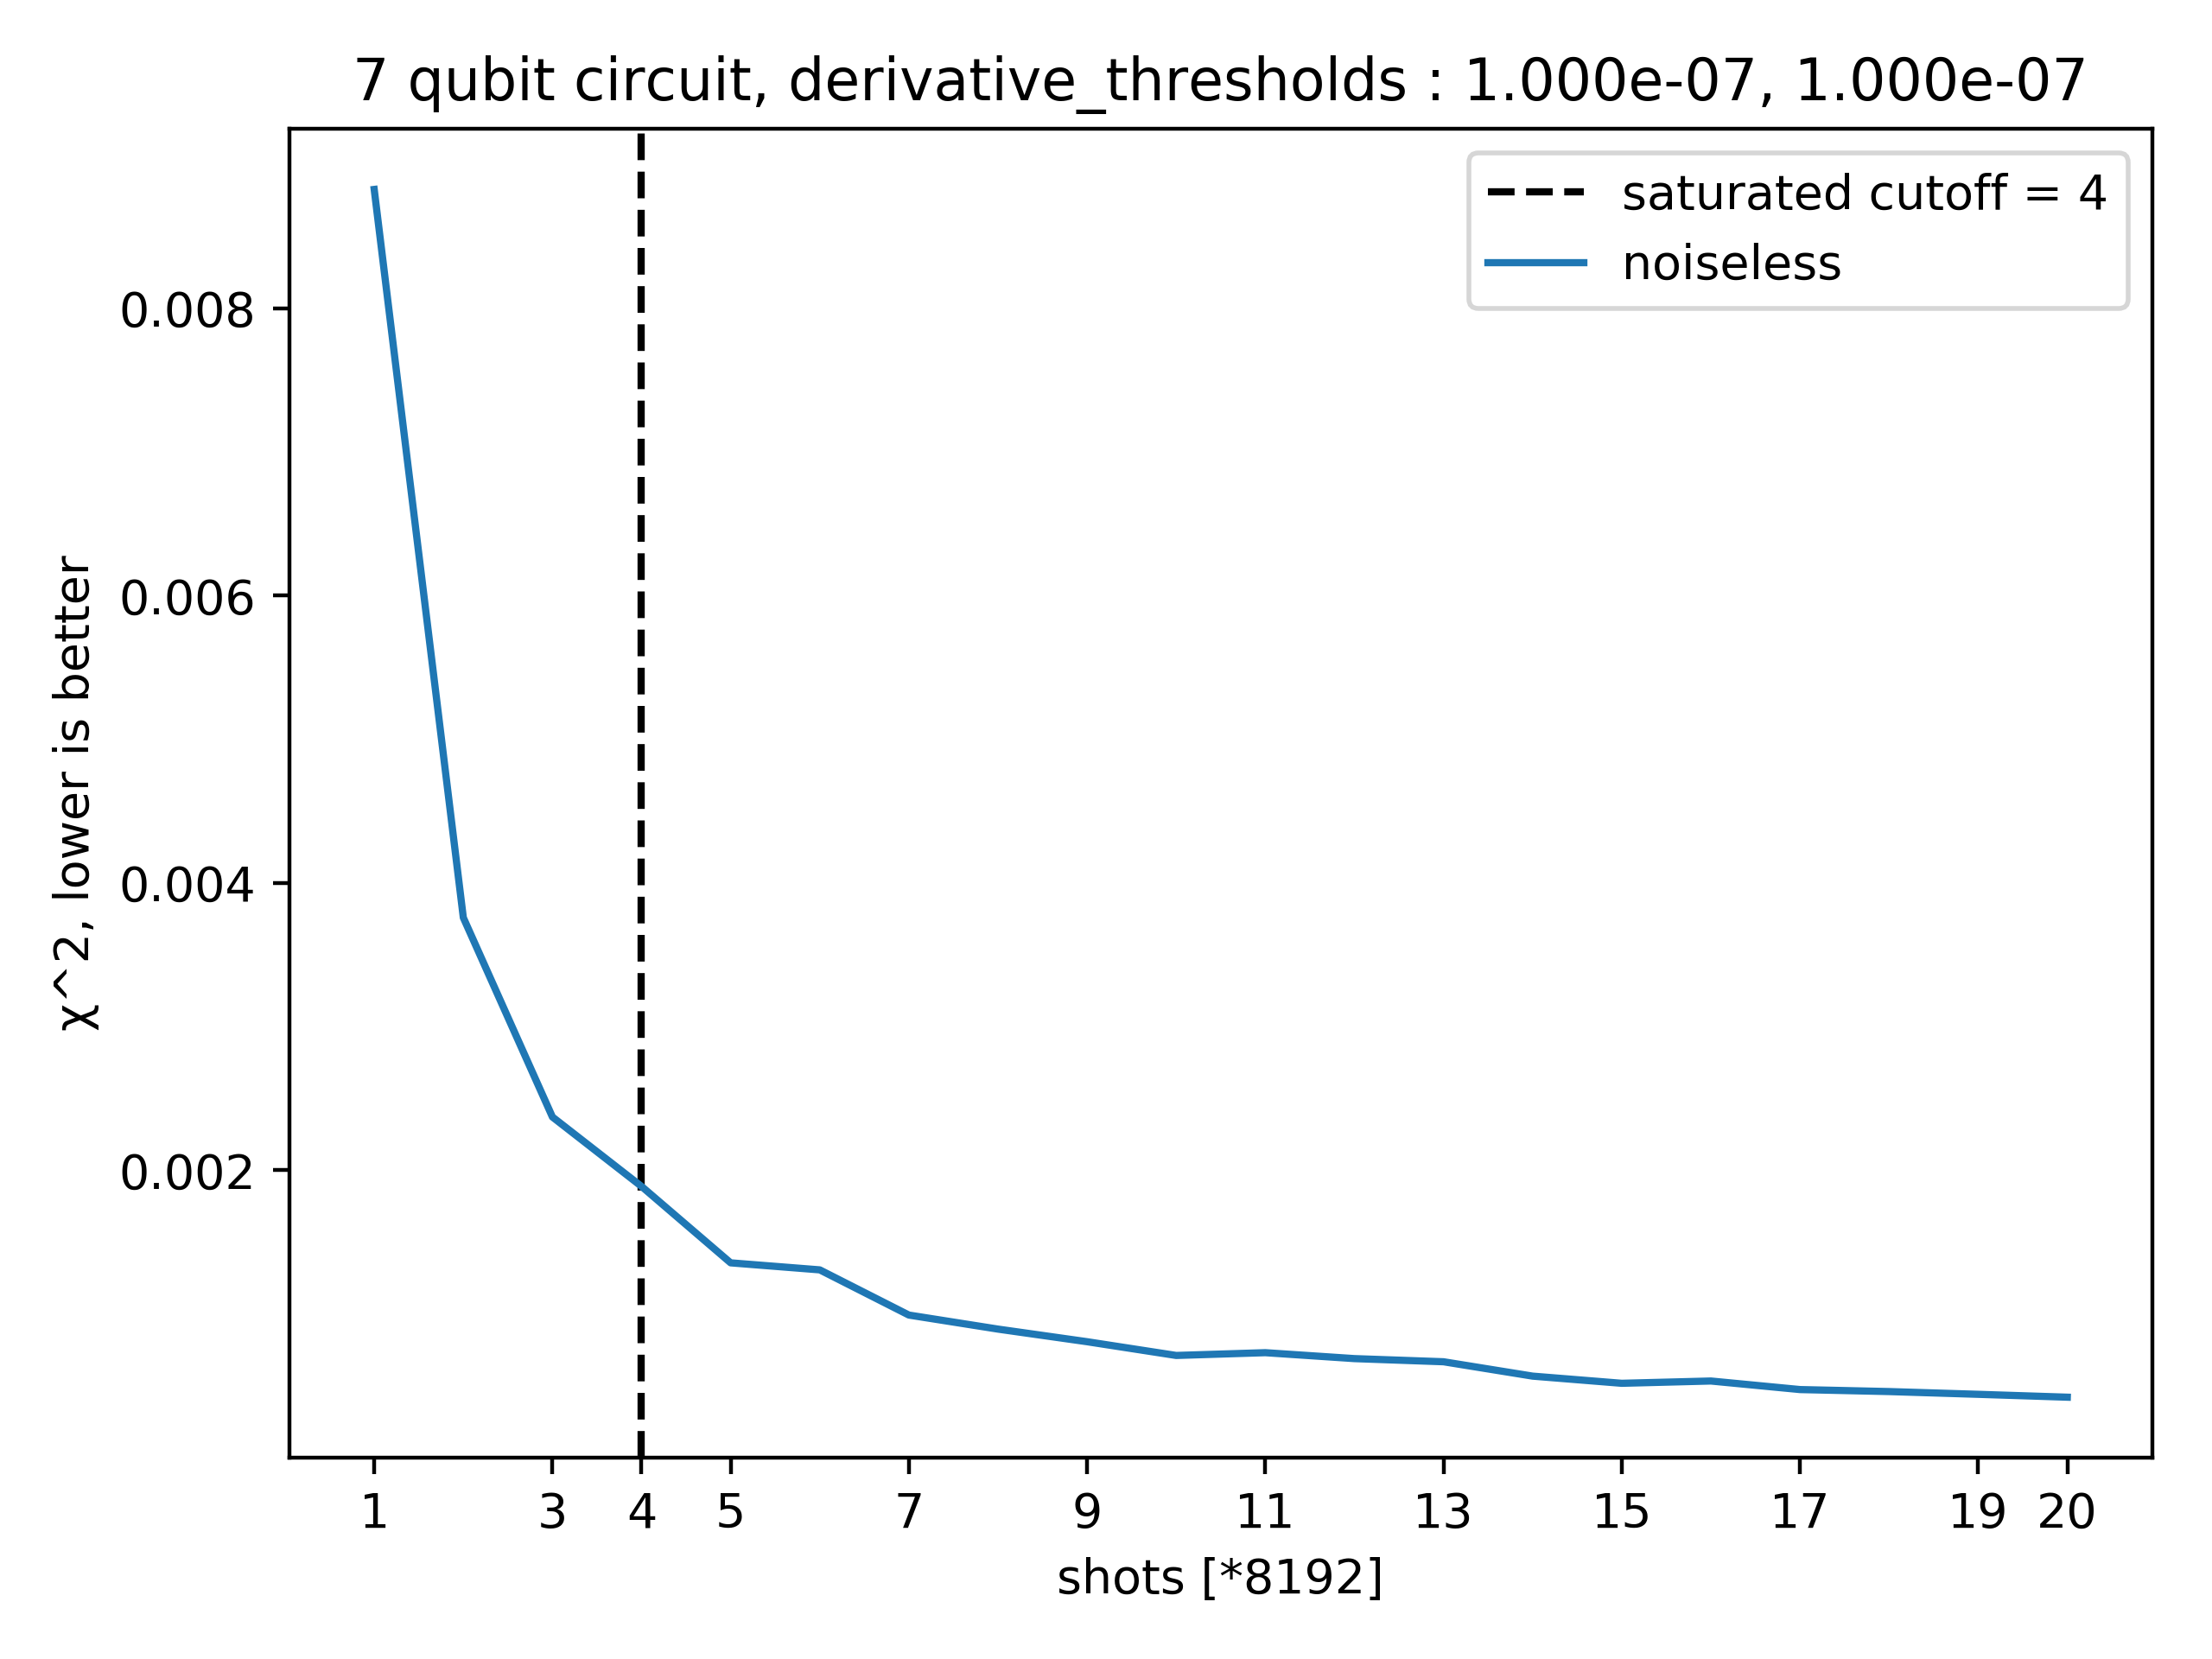 7 qubit circuit, derivative_thresholds : 1.000e-07, 1.000e-07
saturated cutoff = 4
noiseless
χ^2, lower is better
0.008
0.006
0.004
0.002
1 3 4 5 7 9 11 13 15 17 19 20
shots [*8192]